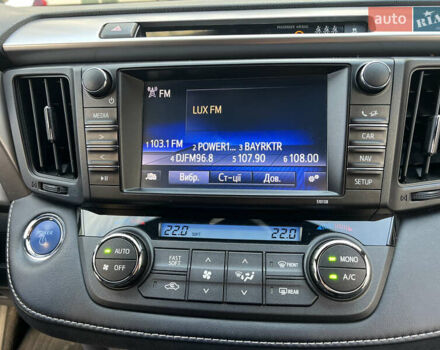 auto RIA
PASSENGER AIRBAG
FM
LUX FM
1 103.1 FM 2 POWER1... 3 BAYRKTR
4 DJFM96.8 5 107.90 6 108.00
Вибр. Ст-ції Дов.
MEDIA
CAR
NAV
SETUP
22.0 22.0
POWER
AUTO
OFF
FAST SOFT
FRONT
REAR
MONO
A/C